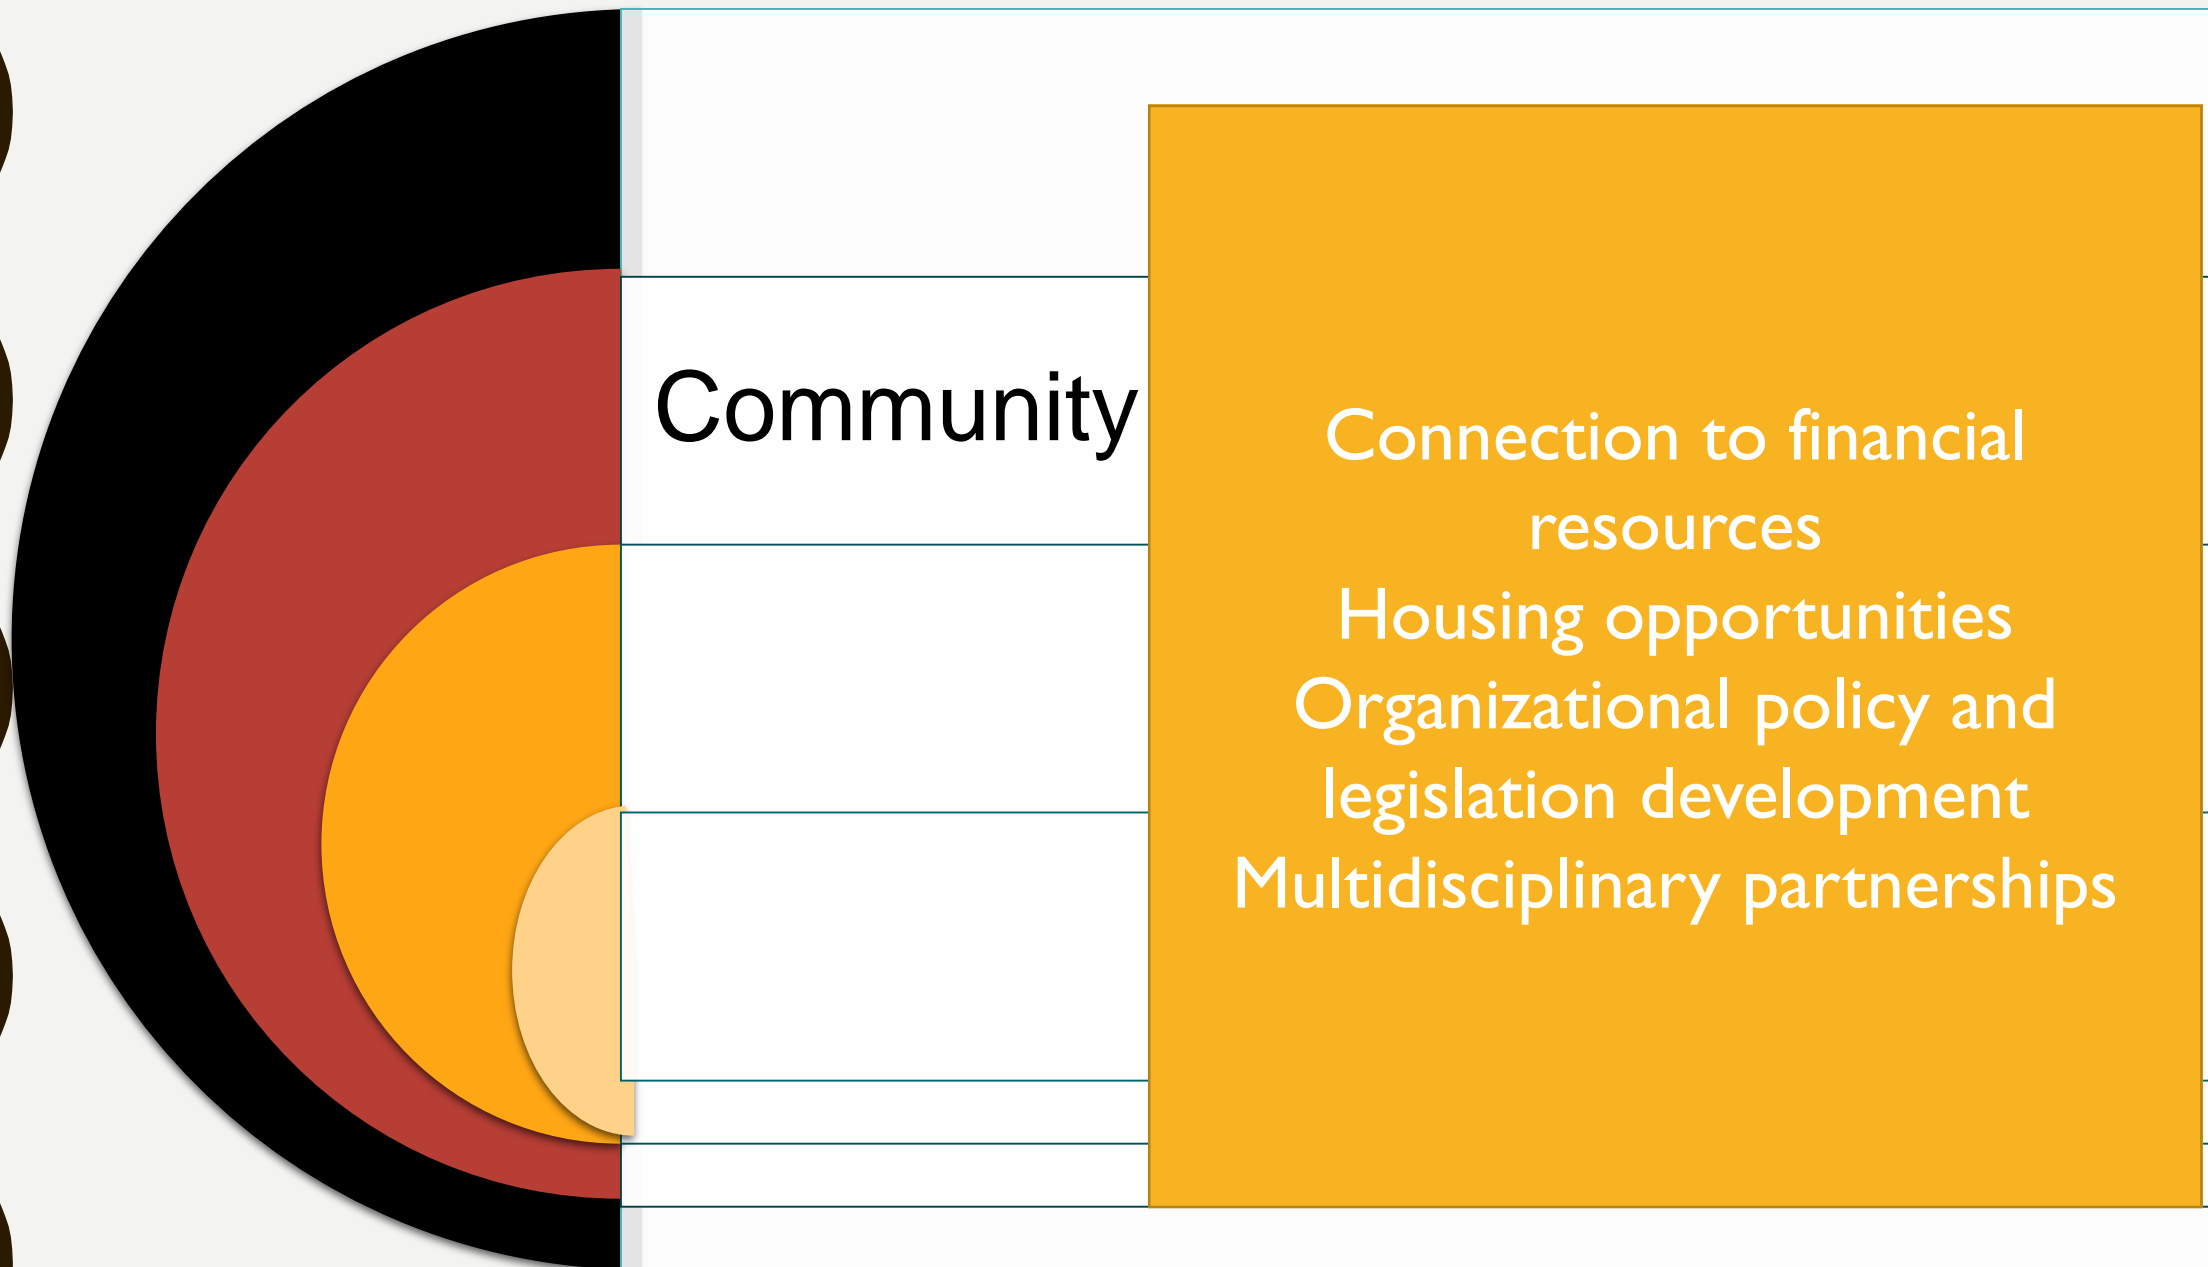 Community
Connection to financial
resources
Housing opportunities
Organizational policy and
legislation development
Multidisciplinary partnerships